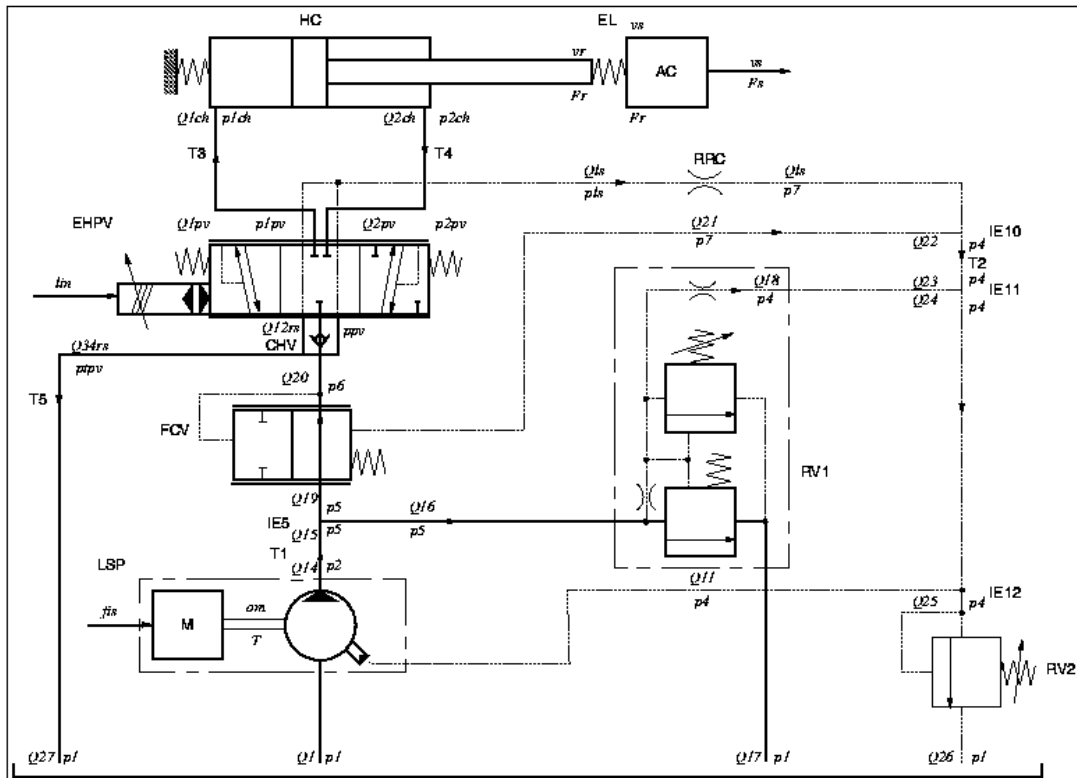 HC
EL
vs
vr
AC
vs
Fr
Fs
Fr
Q1ch
p1ch
Q2ch
p2ch
T3
T4
RRC
Qls
Qls
pls
p7
EHPV
Q1pv
p1pv
Q2pv
p2pv
Q21
p7
Q22
p4
IE10
T2
Iin
Q18
p4
Q23
p4
Q24
p4
IE11
Q12rs
ppv
CHV
Q34rs
ptpv
Q20
p6
T5
FCV
RV1
Q19
p5
Q16
p5
IE5
Q15
p5
T1
Q14
p2
LSP
Q11
p4
IE12
Q25
p4
fis
M
om
T
RV2
Q27
p1
Q1
p1
Q17
p1
Q26
p1